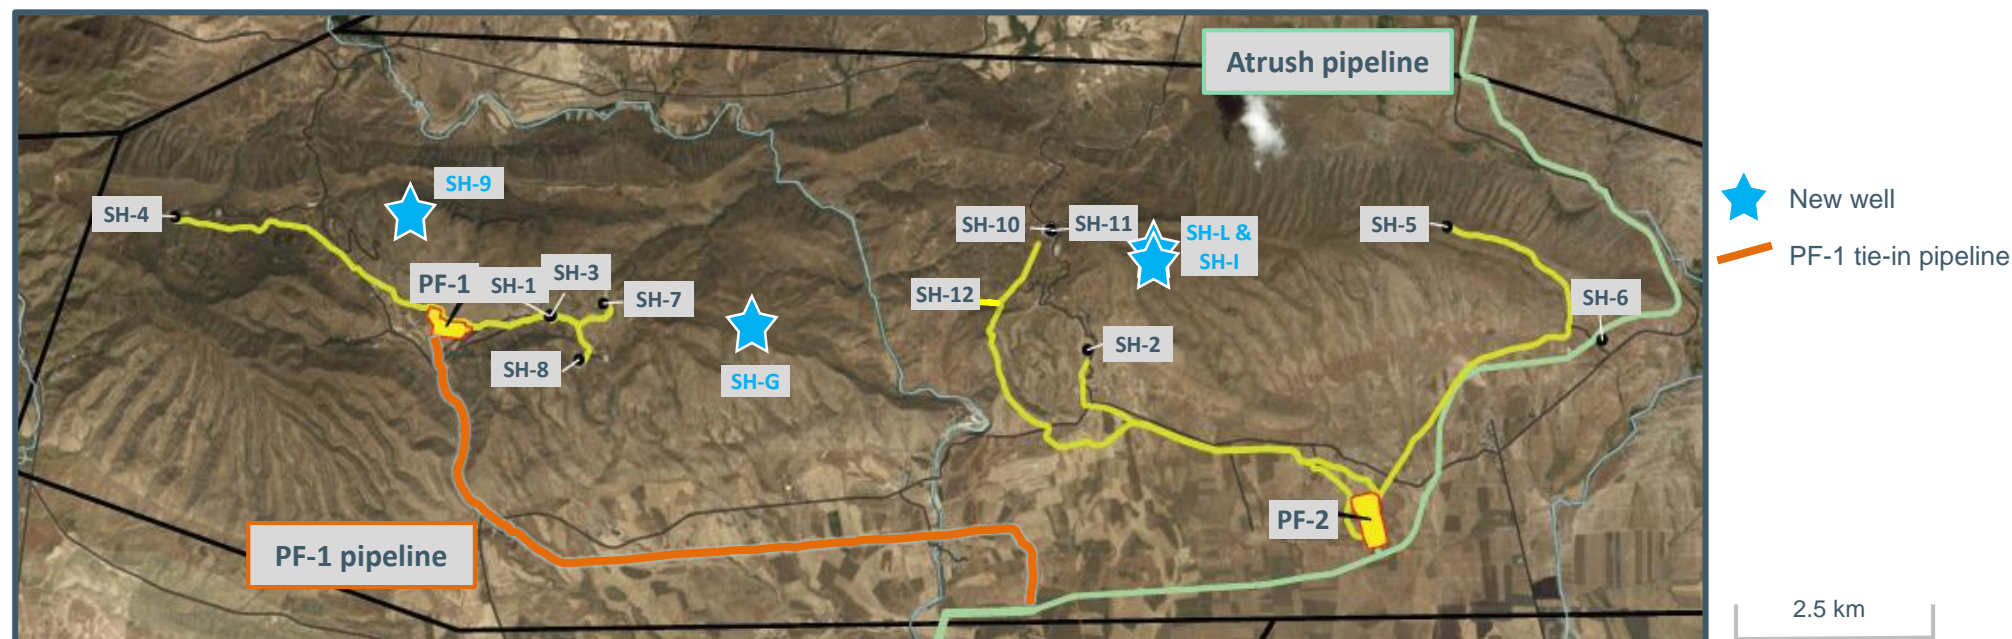 Atrush pipeline
SH-9
SH-4
SH-10
SH-11
SH-L &
SH-I
SH-5
New well
PF-1 tie-in pipeline
PF-1
SH-1
SH-3
SH-7
SH-12
SH-6
SH-2
SH-8
SH-G
PF-2
PF-1 pipeline
2.5 km